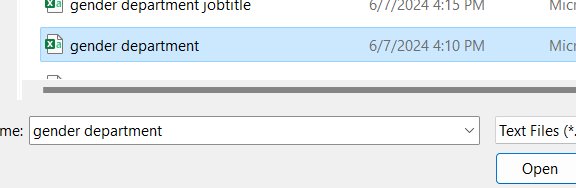 gender department jobtitle 6/7/2024 4:15 PM Micr
gender department 6/7/2024 4:10 PM Micr
me: gender department Text Files (*.
Open